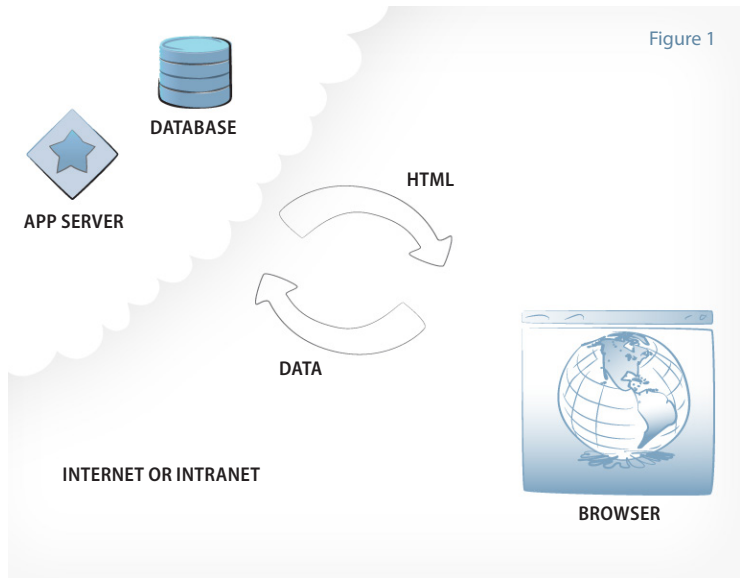 Figure 1
DATABASE
APP SERVER
HTML
DATA
INTERNET OR INTRANET
BROWSER